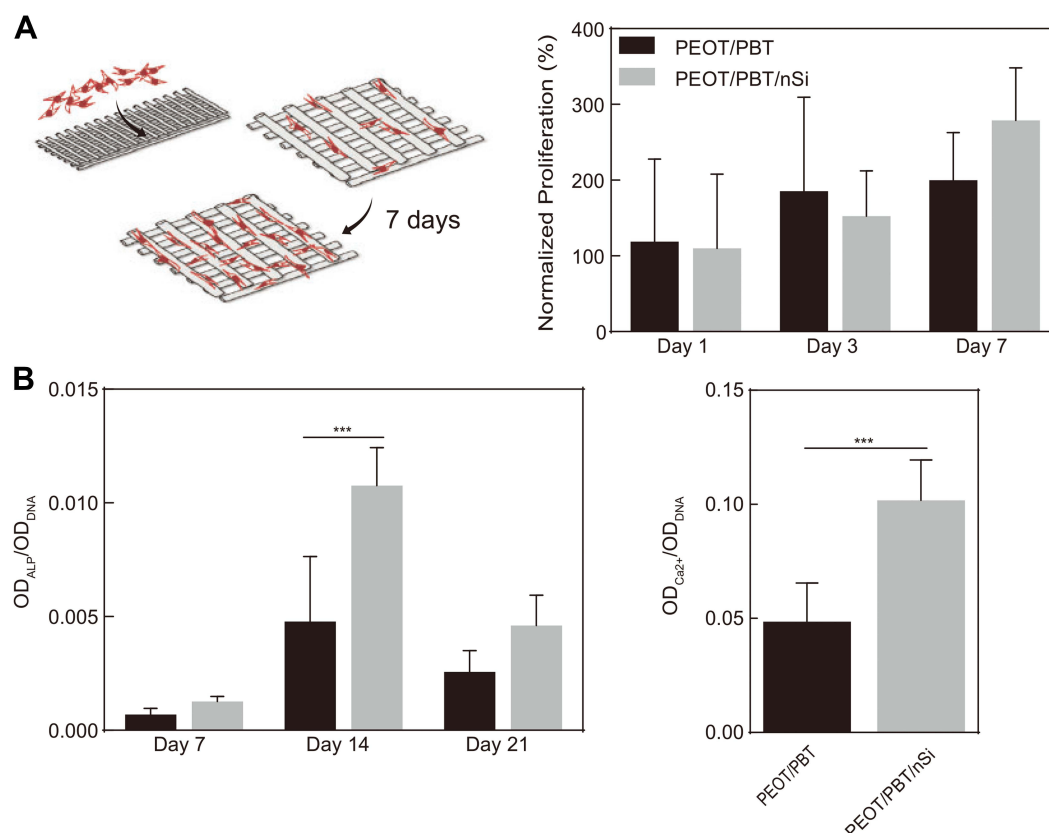 A
7 days
Normalized Proliferation (%)
400
300
200
100
0
PEOT/PBT
PEOT/PBT/nSi
Day 1
Day 3
Day 7
B
OD_ALP/OD_DNA
0.015
0.010
0.005
0.000
***
Day 7
Day 14
Day 21
OD_Ca2+/OD_DNA
0.15
0.10
0.05
0.00
***
PEOT/PBT
PEOT/PBT/nSi